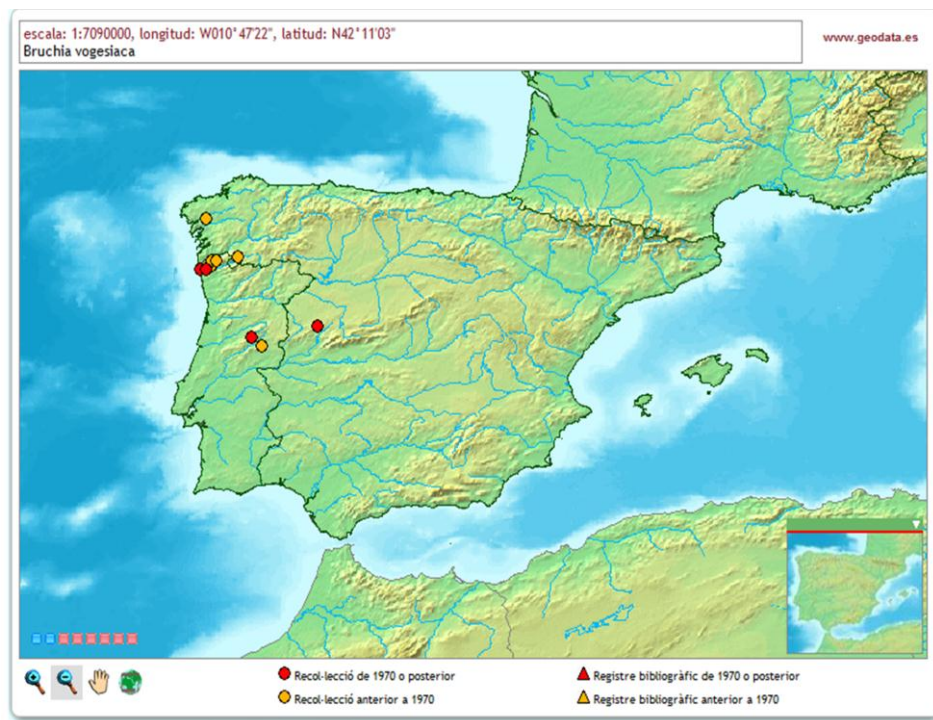 escala: 1:7090000, longitud: W010°47'22", latitud: N42°11'03"
Bruchia vogesiaca
www.geodata.es
Recol·lecció de 1970 o posterior
Registre bibliogràfic de 1970 o posterior
Recol·lecció anterior a 1970
Registre bibliogràfic anterior a 1970